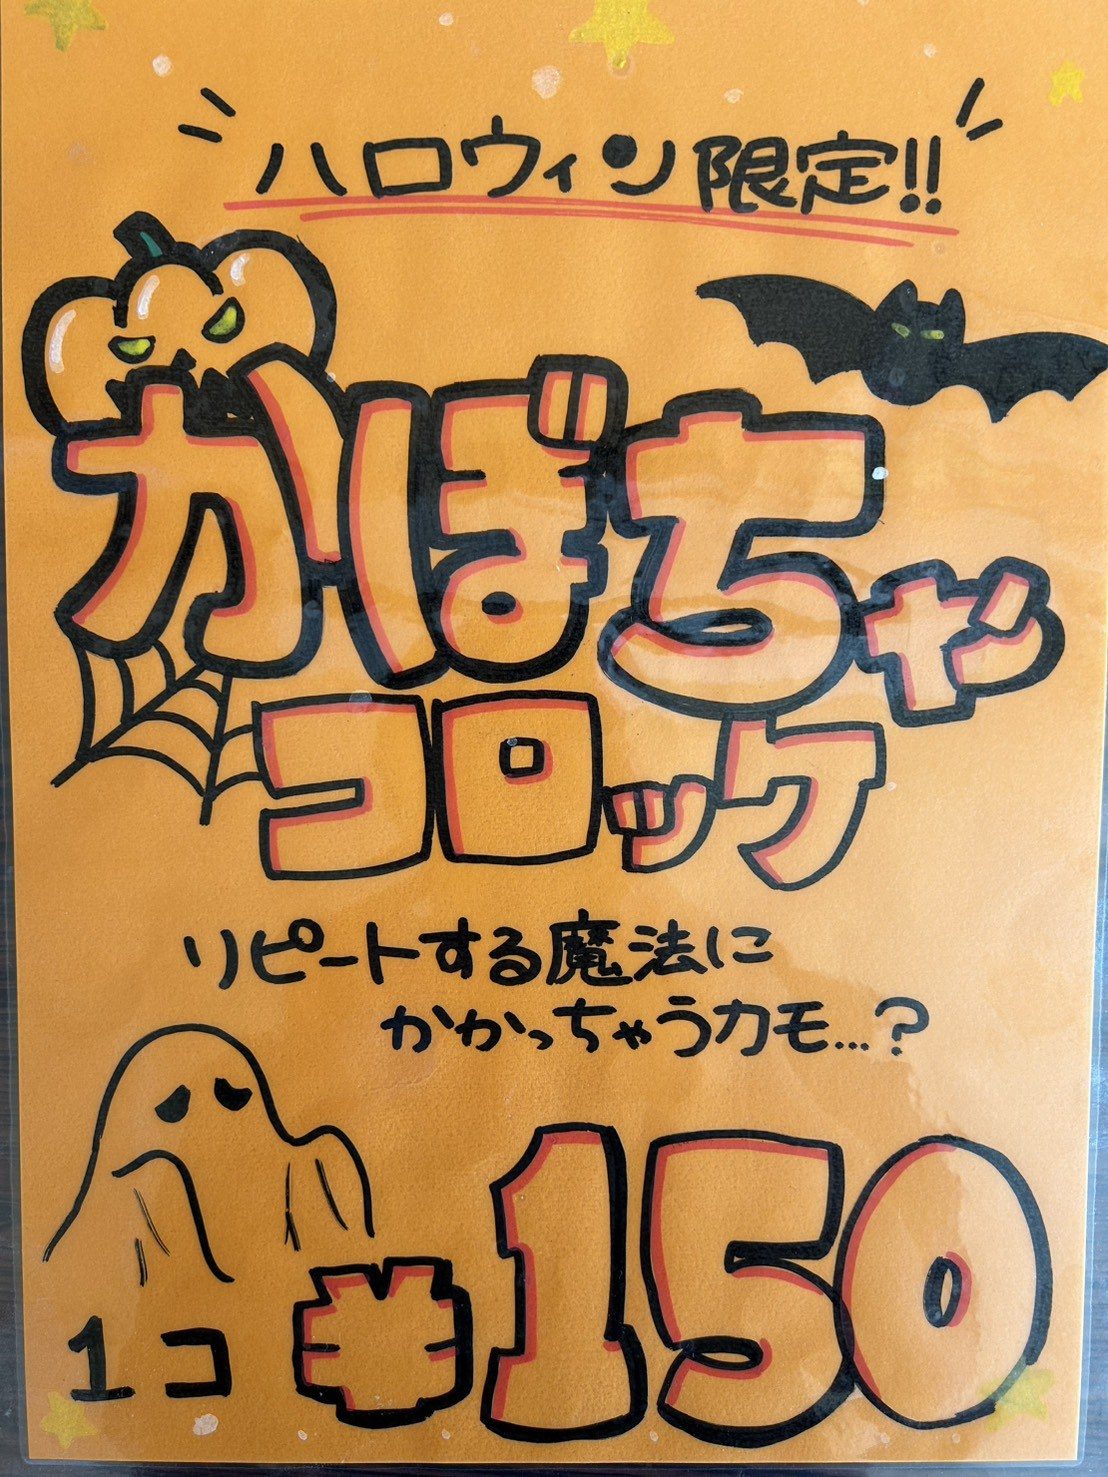 ハロウィン限定!!
かぼちゃ
コロッケ
リピートする魔法に
かかっちゃうカモ...?
1コ ¥150